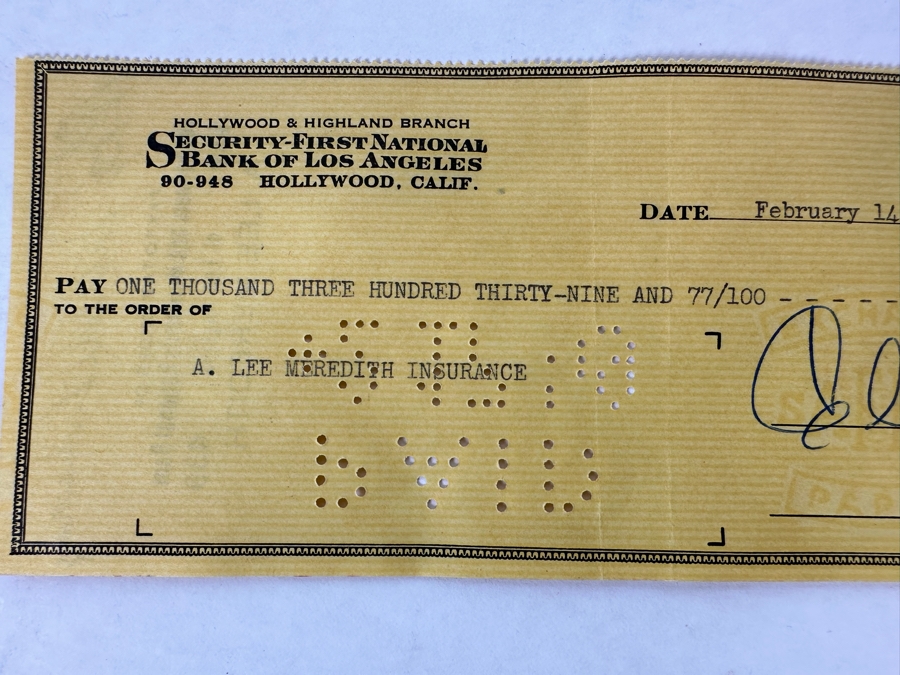 HOLLYWOOD & HIGHLAND BRANCH
SECURITY-FIRST NATIONAL
BANK OF LOS ANGELES
90-948 HOLLYWOOD, CALIF.
DATE February 14
PAY ONE THOUSAND THREE HUNDRED THIRTY-NINE AND 77/100 - - - - -
TO THE ORDER OF
A. LEE MEREDITH INSURANCE
PAID